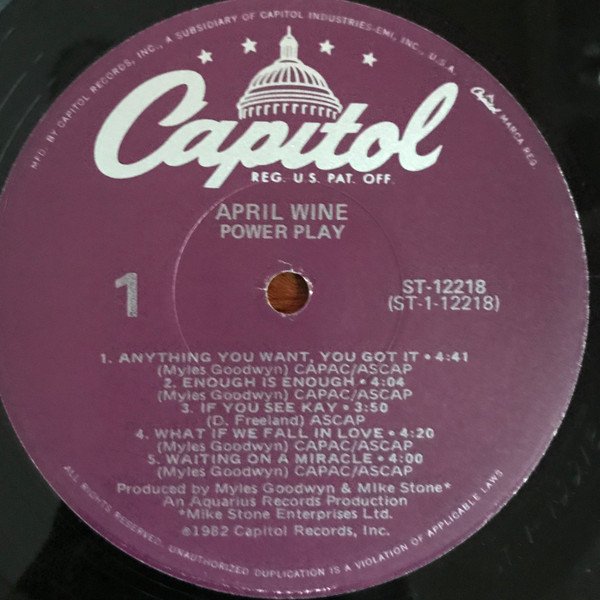 MFD. BY CAPITOL RECORDS, INC., A SUBSIDIARY OF CAPITOL INDUSTRIES-EMI, INC., U.S.A.
Capitol MARCA REG.
Capitol
REG. U.S. PAT. OFF.
APRIL WINE
POWER PLAY
1
ST-12218
(ST-1-12218)
1. ANYTHING YOU WANT, YOU GOT IT • 4:41
(Myles Goodwyn) CAPAC/ASCAP
2. ENOUGH IS ENOUGH • 4:04
(Myles Goodwyn) CAPAC/ASCAP
3. IF YOU SEE KAY • 3:50
(D. Freeland) ASCAP
4. WHAT IF WE FALL IN LOVE • 4:20
(Myles Goodwyn) CAPAC/ASCAP
5. WAITING ON A MIRACLE • 4:00
(Myles Goodwyn) CAPAC/ASCAP
Produced by Myles Goodwyn & Mike Stone*
An Aquarius Records Production
*Mike Stone Enterprises Ltd.
©1982 Capitol Records, Inc.
ALL RIGHTS RESERVED. UNAUTHORIZED DUPLICATION IS A VIOLATION OF APPLICABLE LAWS